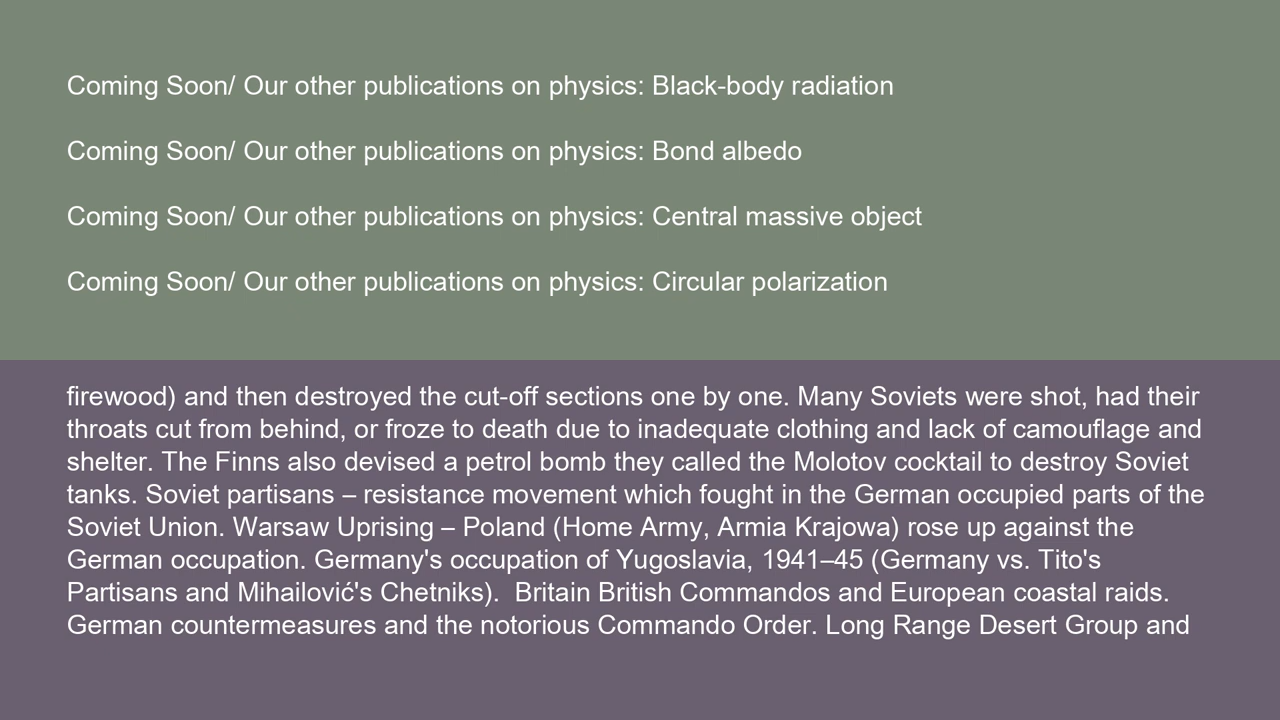 Coming Soon/ Our other publications on physics: Black-body radiation
Coming Soon/ Our other publications on physics: Bond albedo
Coming Soon/ Our other publications on physics: Central massive object
Coming Soon/ Our other publications on physics: Circular polarization
firewood) and then destroyed the cut-off sections one by one. Many Soviets were shot, had their
throats cut from behind, or froze to death due to inadequate clothing and lack of camouflage and
shelter. The Finns also devised a petrol bomb they called the Molotov cocktail to destroy Soviet
tanks. Soviet partisans – resistance movement which fought in the German occupied parts of the
Soviet Union. Warsaw Uprising – Poland (Home Army, Armia Krajowa) rose up against the
German occupation. Germany's occupation of Yugoslavia, 1941–45 (Germany vs. Tito's
Partisans and Mihailović's Chetniks).  Britain British Commandos and European coastal raids.
German countermeasures and the notorious Commando Order. Long Range Desert Group and